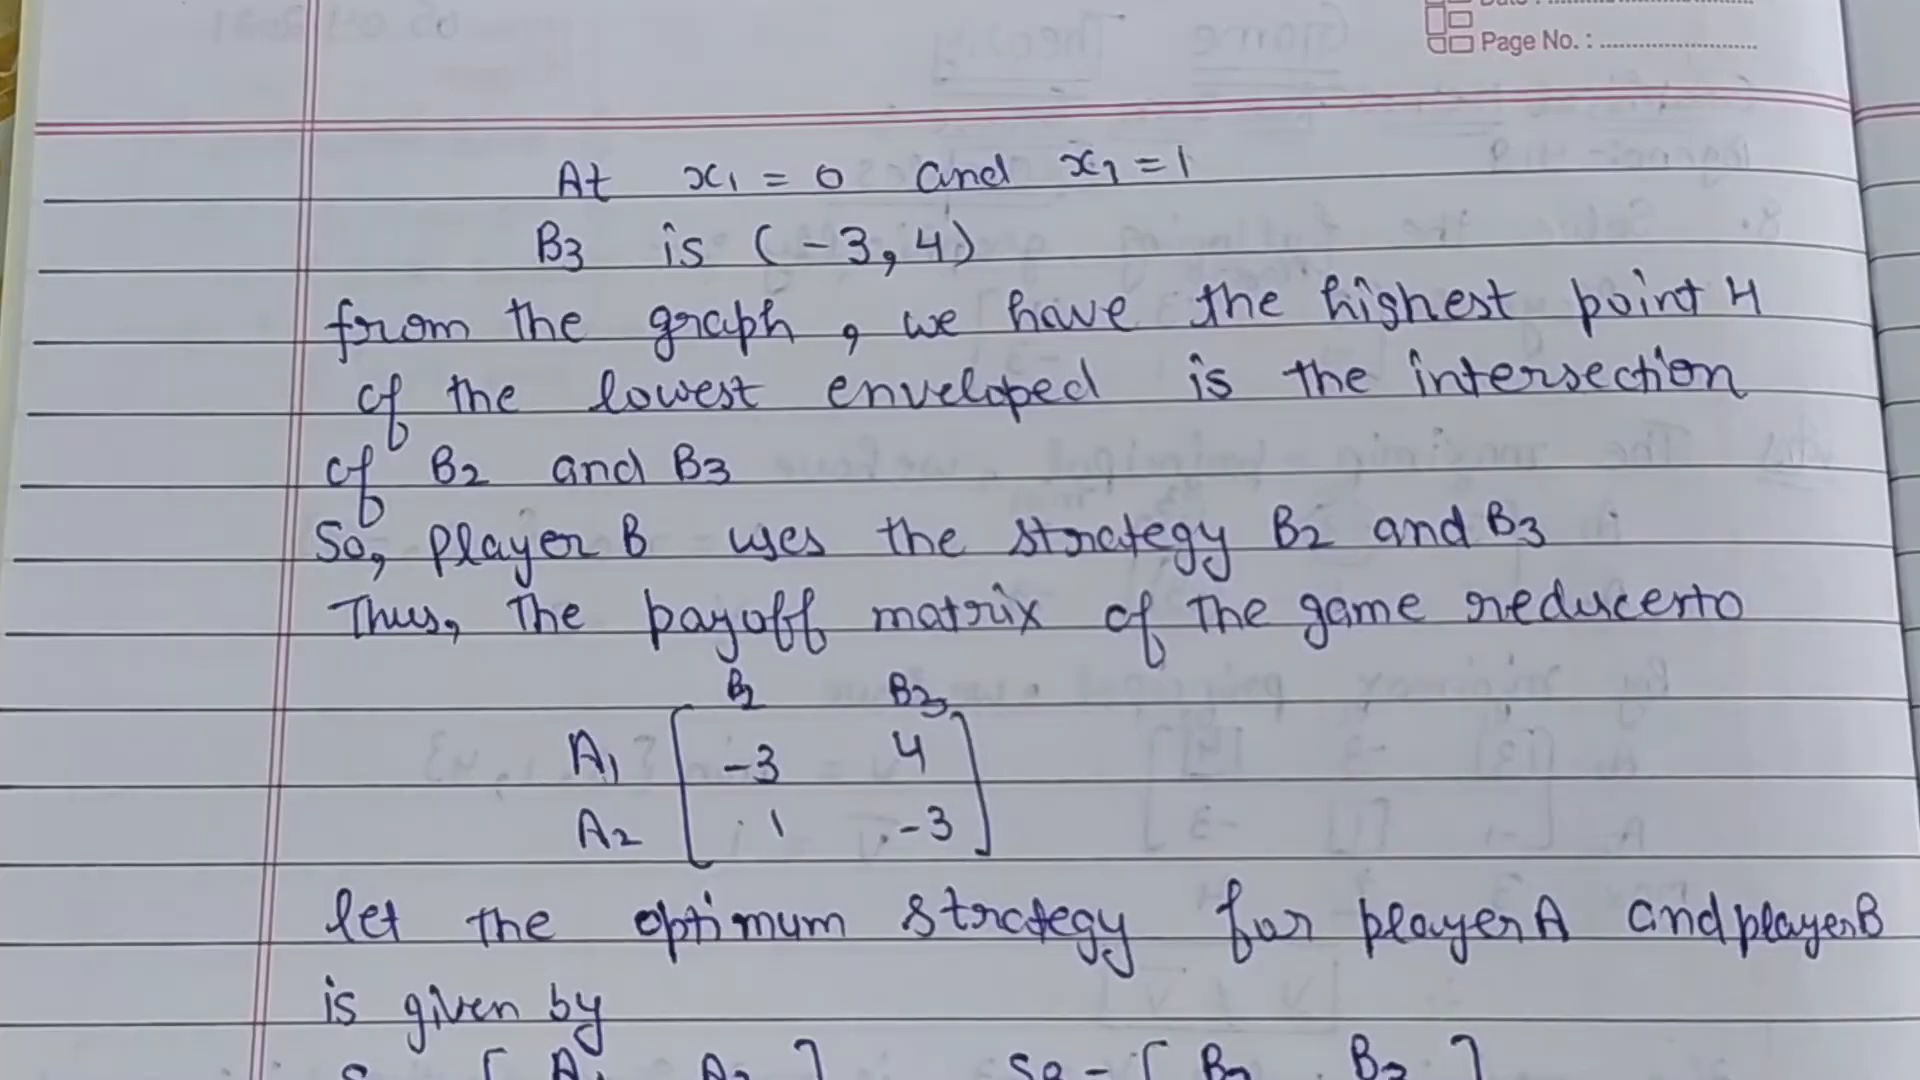 Page No. :
At x₁ = 0 and x₁ = 1
B3 is (-3, 4)
from the graph, we have the highest point H
of the lowest enveloped is the intersection
of B2 and B3
So, player B uses the strategy B2 and B3
Thus, The payoff matrix of The game reducesto
B2 B3
A1 -3 4
A2 1 -3
let the optimum strategy for player A and player B
is given by